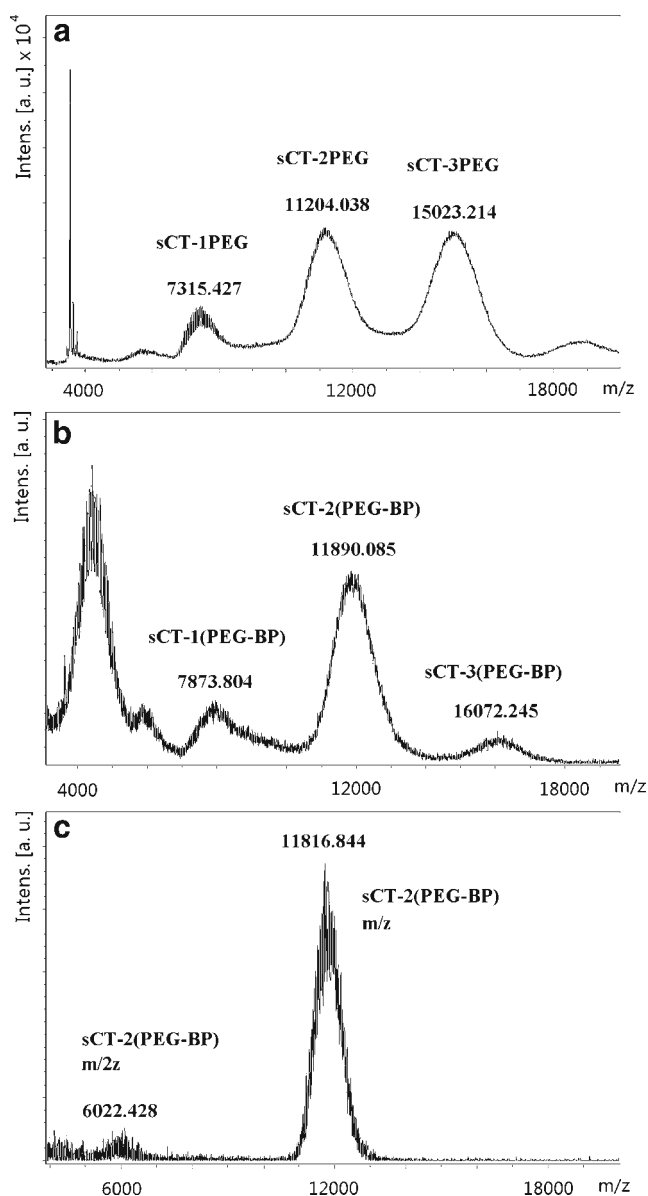 a
Intens. [a. u.] x 10⁴
sCT-1PEG
7315.427
sCT-2PEG
11204.038
sCT-3PEG
15023.214
4000 12000 18000 m/z
b
Intens. [a. u.]
sCT-1(PEG-BP)
7873.804
sCT-2(PEG-BP)
11890.085
sCT-3(PEG-BP)
16072.245
4000 12000 18000 m/z
c
Intens. [a. u.]
11816.844
sCT-2(PEG-BP)
m/z
sCT-2(PEG-BP)
m/2z
6022.428
6000 12000 18000 m/z